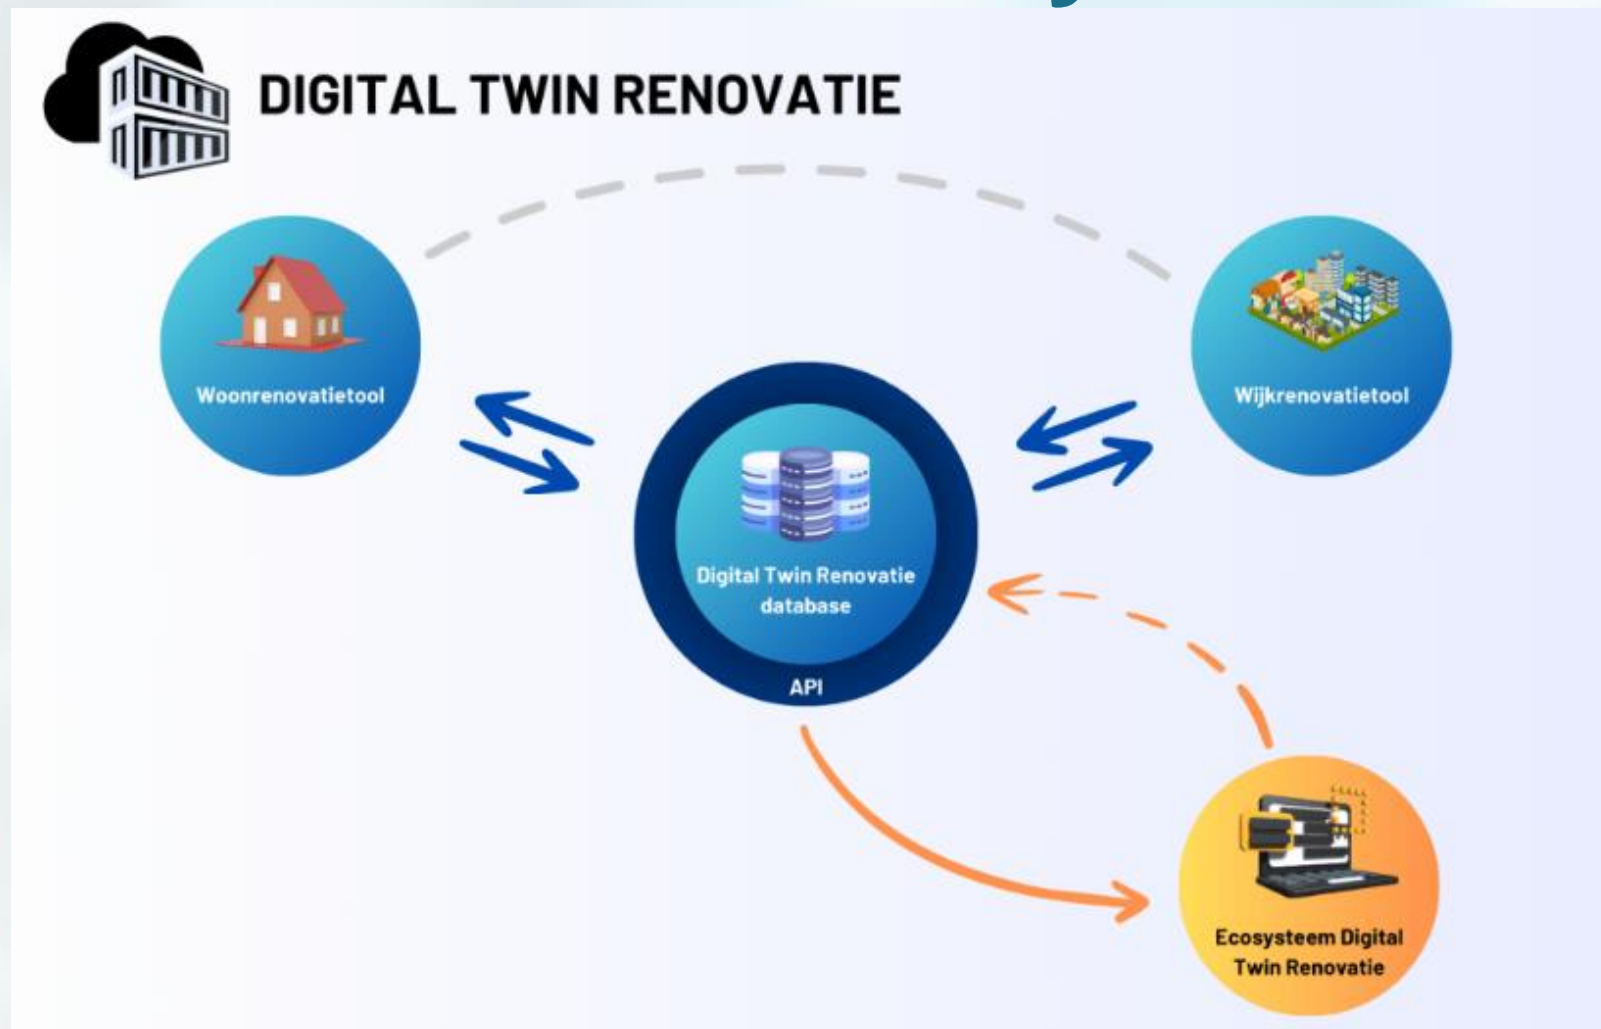 DIGITAL TWIN RENOVATIE
Woonrenovatietool
Wijkrenovatietool
Digital Twin Renovatie
database
API
Ecosysteem Digital
Twin Renovatie